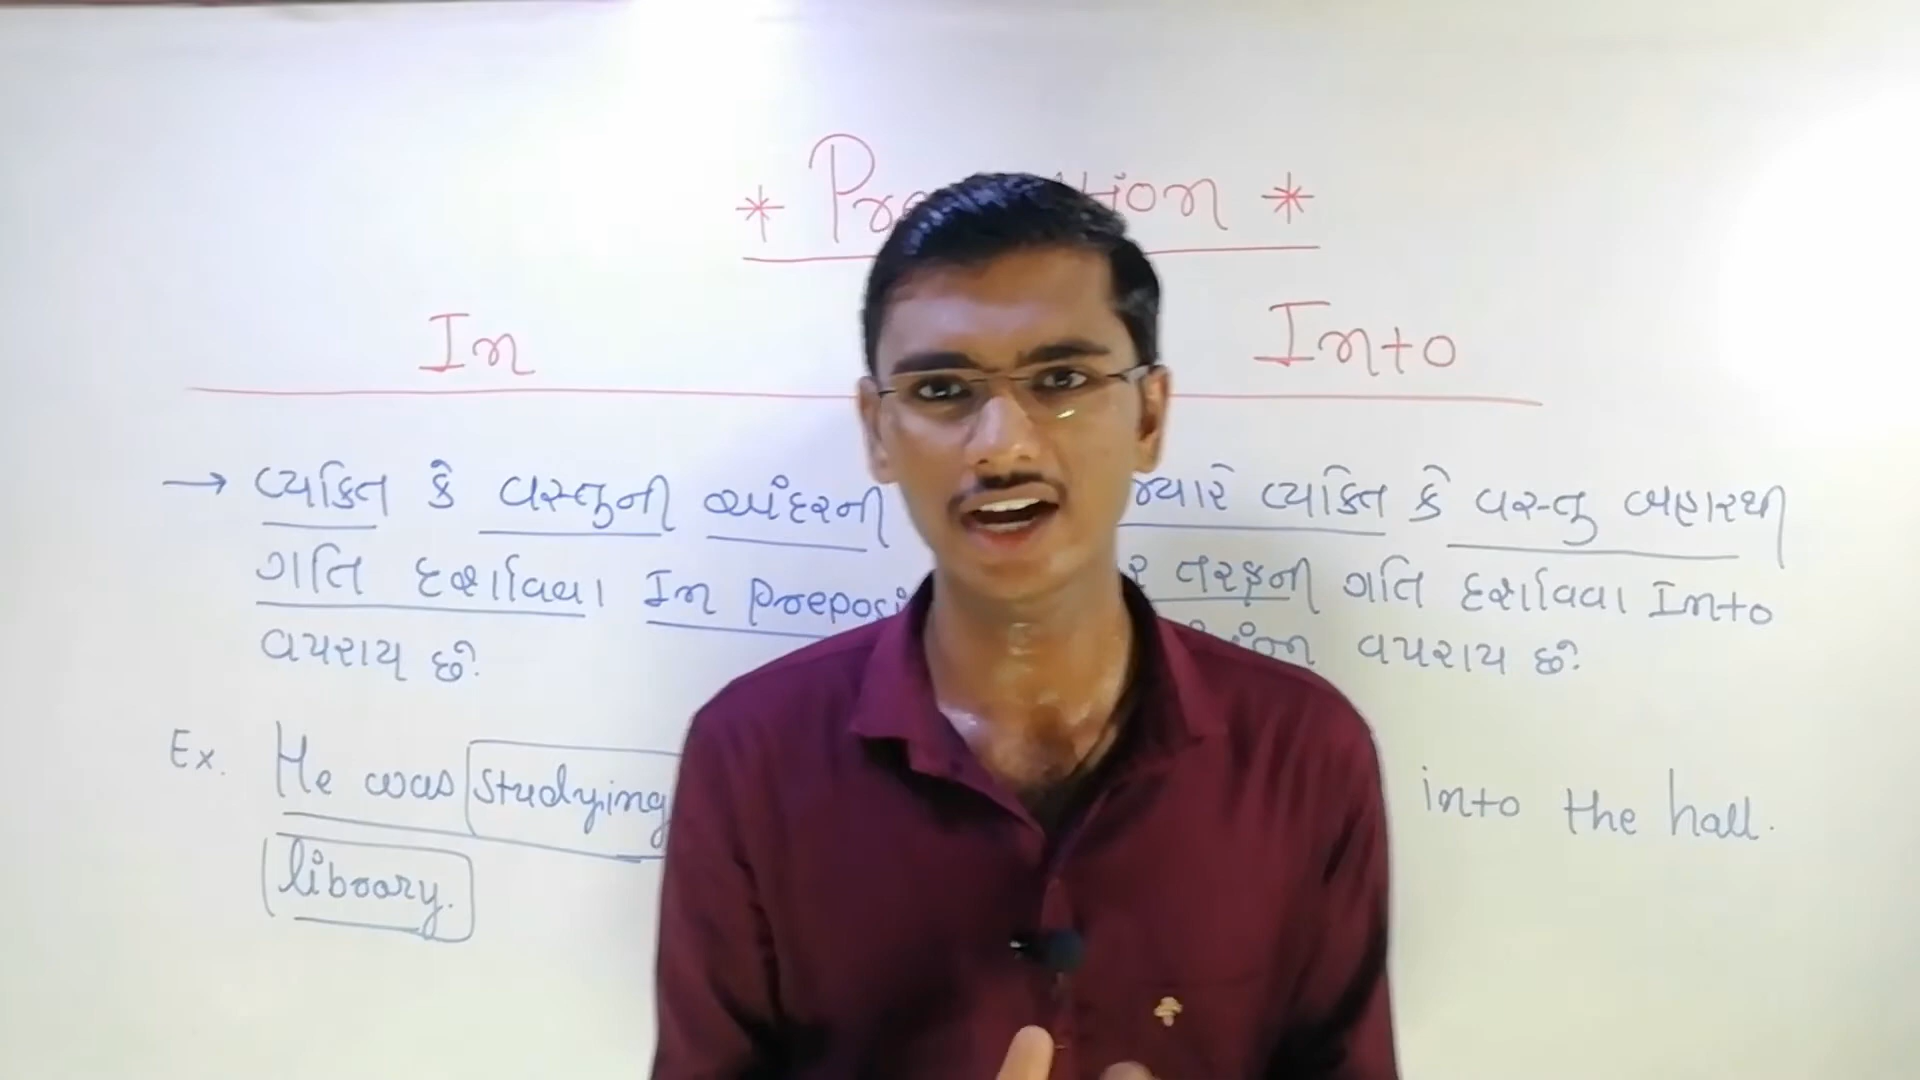 * Pre tion *
In
Into
→ વ્યકિત કે વસ્તુની અંદરની
ગતિ દર્શાવવા In preposi
વપરાય છે.
Ex. He was studying
library.
જ્યારે વ્યકિત કે વસ્તુ બહારથી
ર તરફની ગતિ દર્શાવવા Into
વપરાય છે.
into the hall.